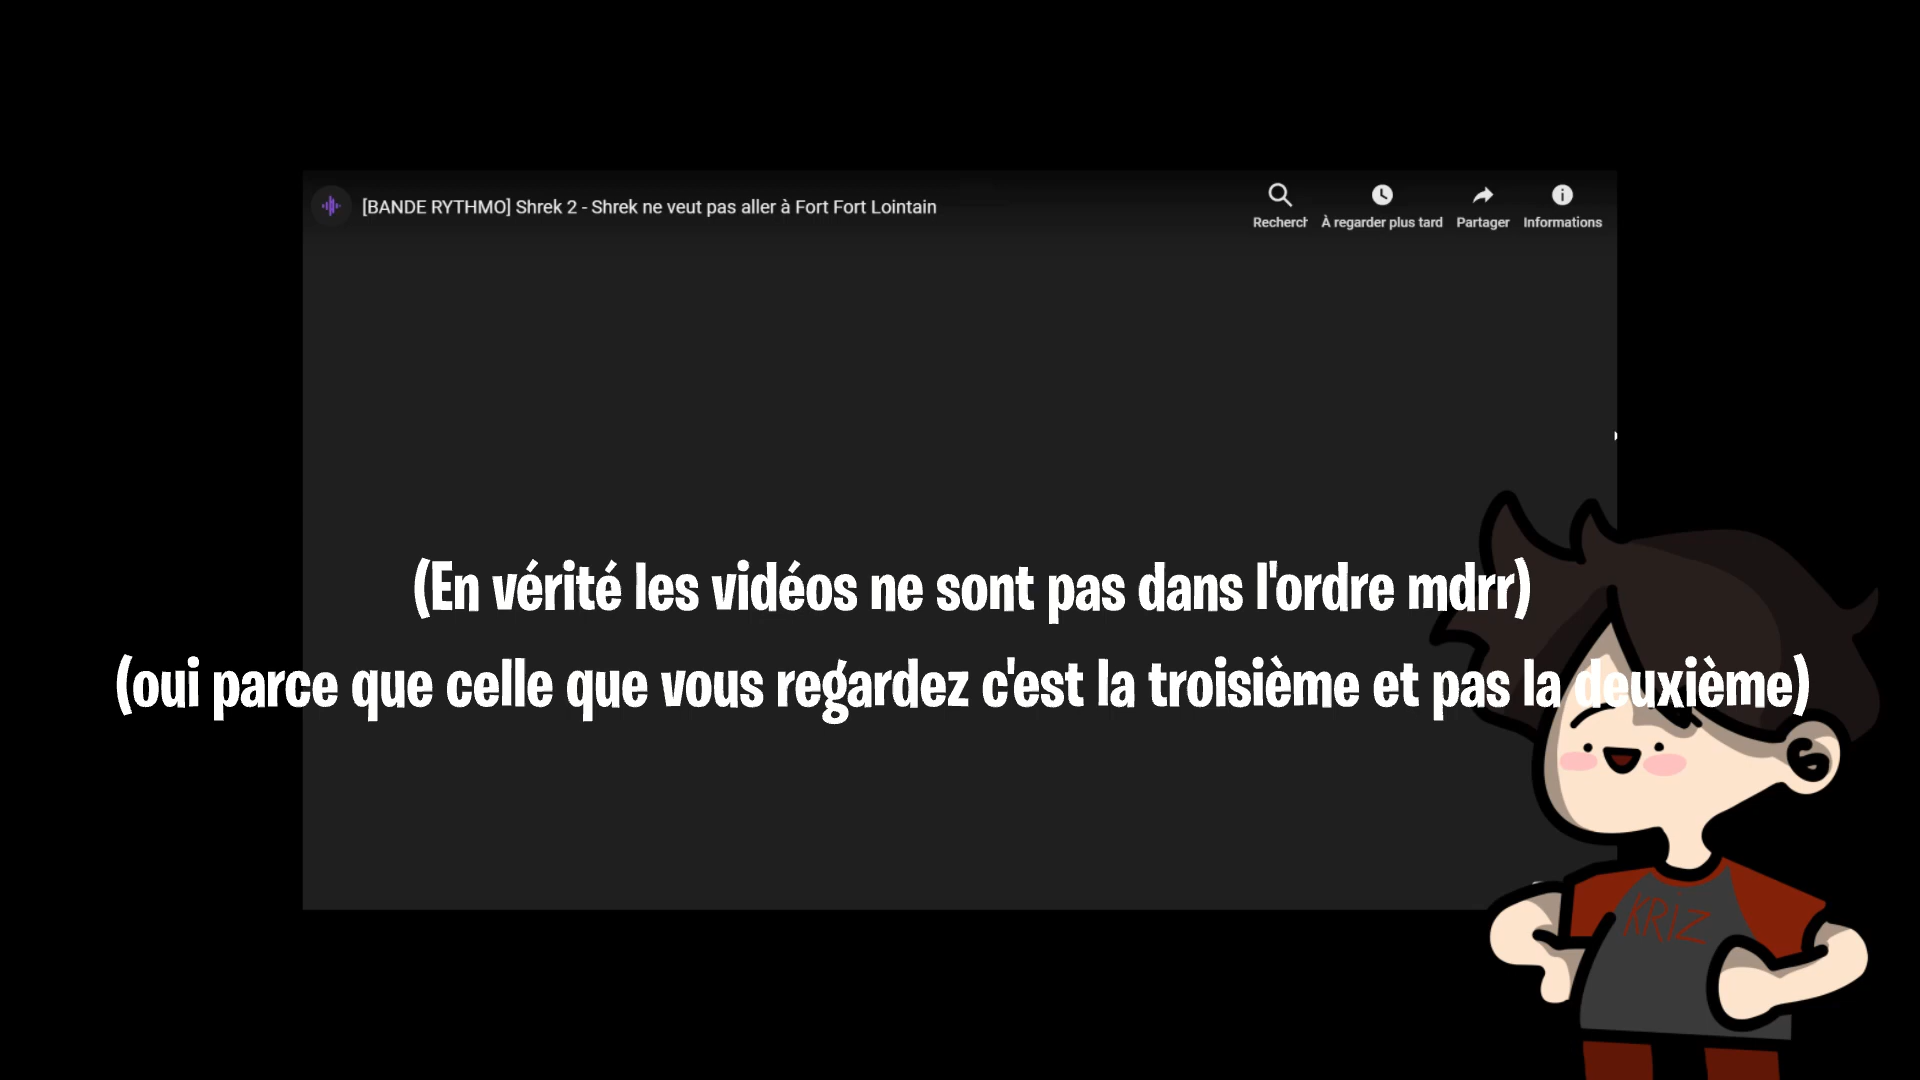 [BANDE RYTHMO] Shrek 2 - Shrek ne veut pas aller à Fort Fort Lointain
Recherch À regarder plus tard Partager Informations
(En vérité les vidéos ne sont pas dans l'ordre mdrr)
(oui parce que celle que vous regardez c'est la troisième et pas la deuxième)
KRIZ